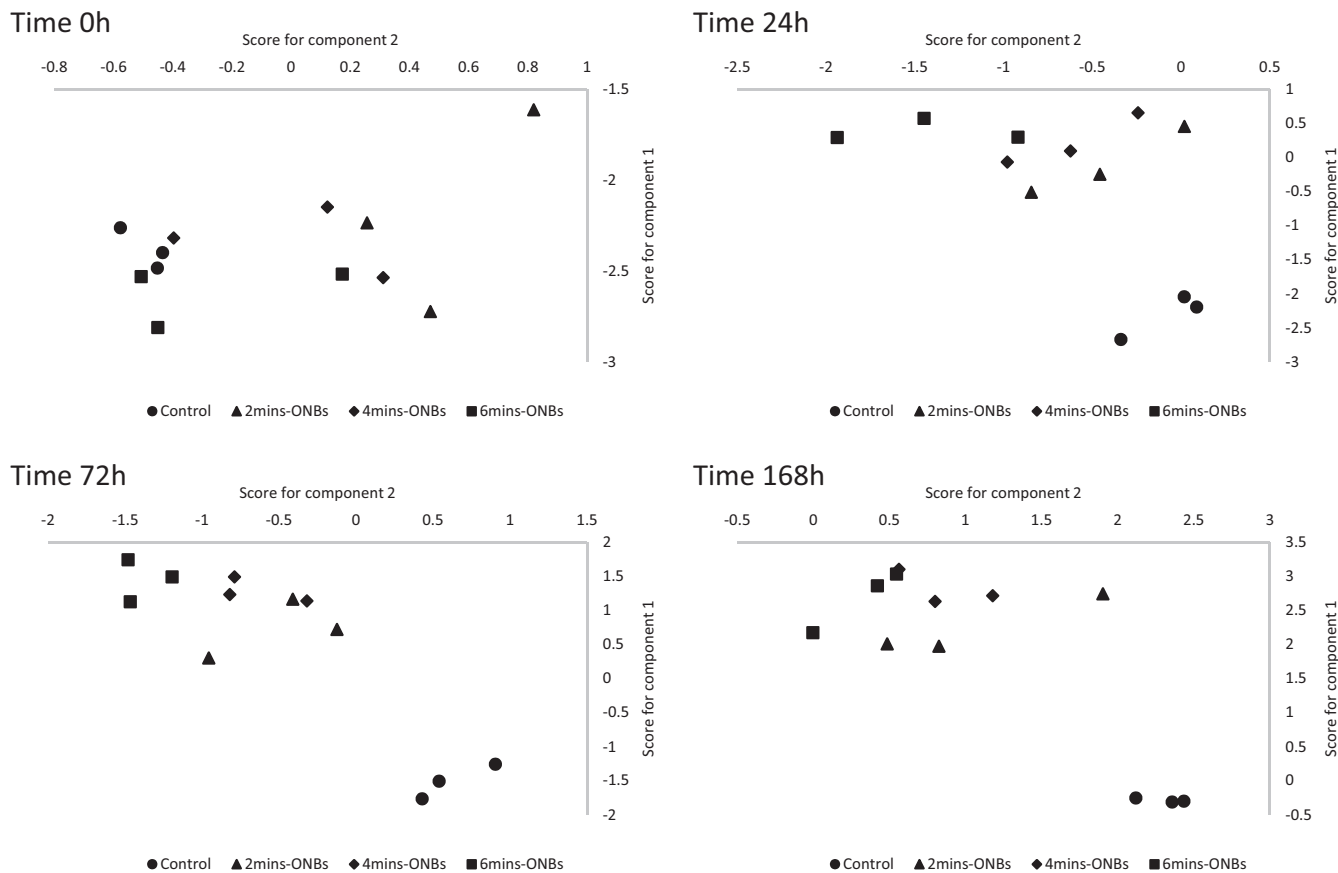 Time 0h
Score for component 2
-0.8 -0.6 -0.4 -0.2 0 0.2 0.4 0.6 0.8 1
-1.5
-2
-2.5
-3
Score for component 1
Control 2mins-ONBs 4mins-ONBs 6mins-ONBs
Time 24h
Score for component 2
-2.5 -2 -1.5 -1 -0.5 0 0.5
1
0.5
0
-0.5
-1
-1.5
-2
-2.5
-3
Score for component 1
Control 2mins-ONBs 4mins-ONBs 6mins-ONBs
Time 72h
Score for component 2
-2 -1.5 -1 -0.5 0 0.5 1 1.5
2
1.5
1
0.5
0
-0.5
-1
-1.5
-2
Score for component 1
Control 2mins-ONBs 4mins-ONBs 6mins-ONBs
Time 168h
Score for component 2
-0.5 0 0.5 1 1.5 2 2.5 3
3.5
3
2.5
2
1.5
1
0.5
0
-0.5
Score for component 1
Control 2mins-ONBs 4mins-ONBs 6mins-ONBs